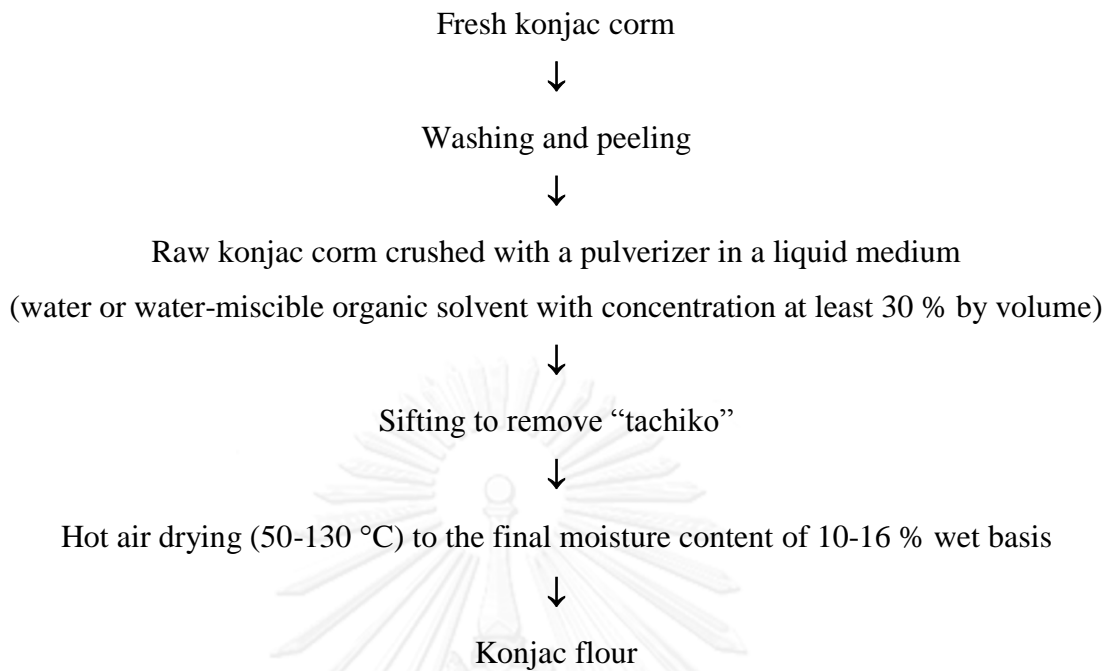 Fresh konjac corm
↓
Washing and peeling
↓
Raw konjac corm crushed with a pulverizer in a liquid medium
(water or water-miscible organic solvent with concentration at least 30 % by volume)
↓
Sifting to remove “tachiko”
↓
Hot air drying (50-130 °C) to the final moisture content of 10-16 % wet basis
↓
Konjac flour